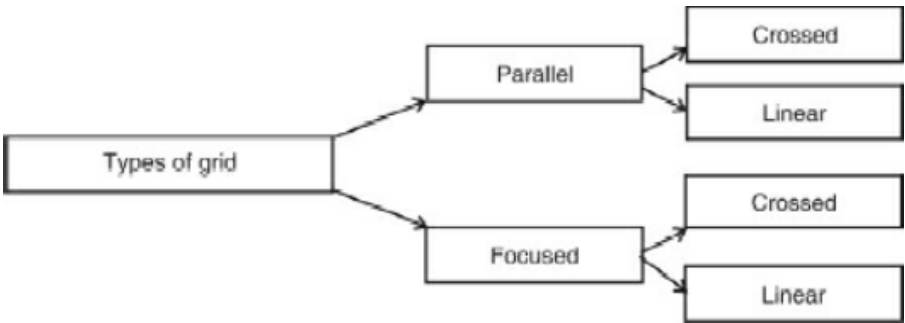 Types of grid
Parallel
Crossed
Linear
Focused
Crossed
Linear